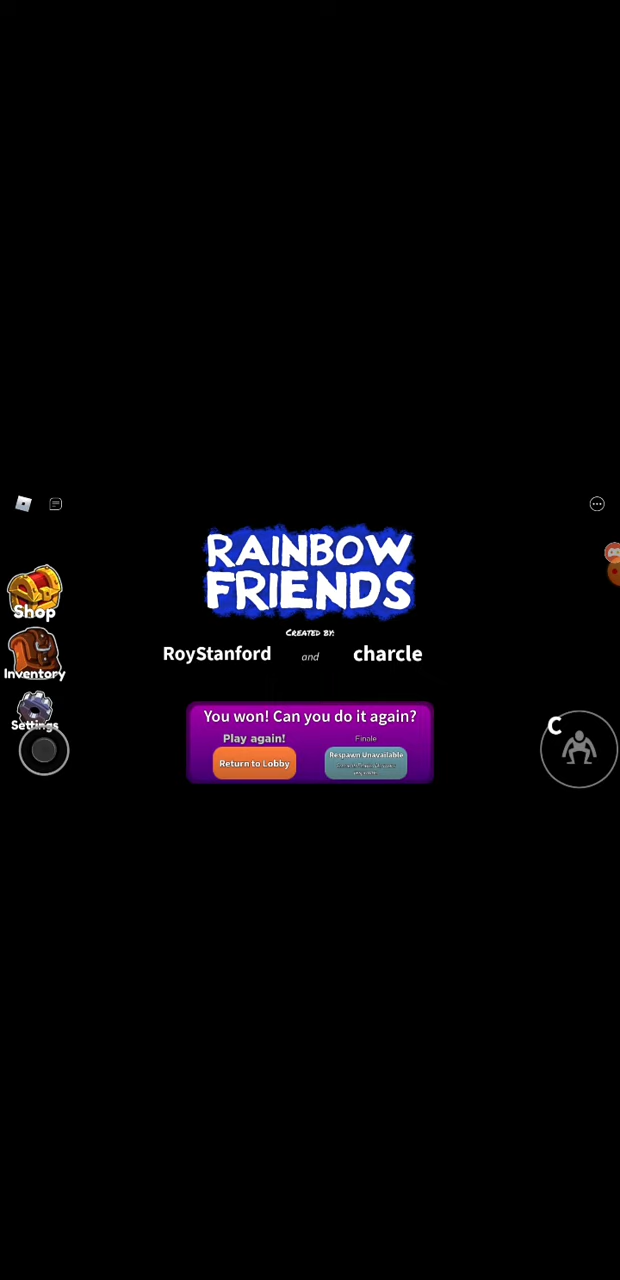 RAINBOW
FRIENDS
CREATED BY:
RoyStanford and charcle
Shop
Inventory
Settings
You won! Can you do it again?
Play again!
Finale
Return to Lobby
Respawn Unavailable
C